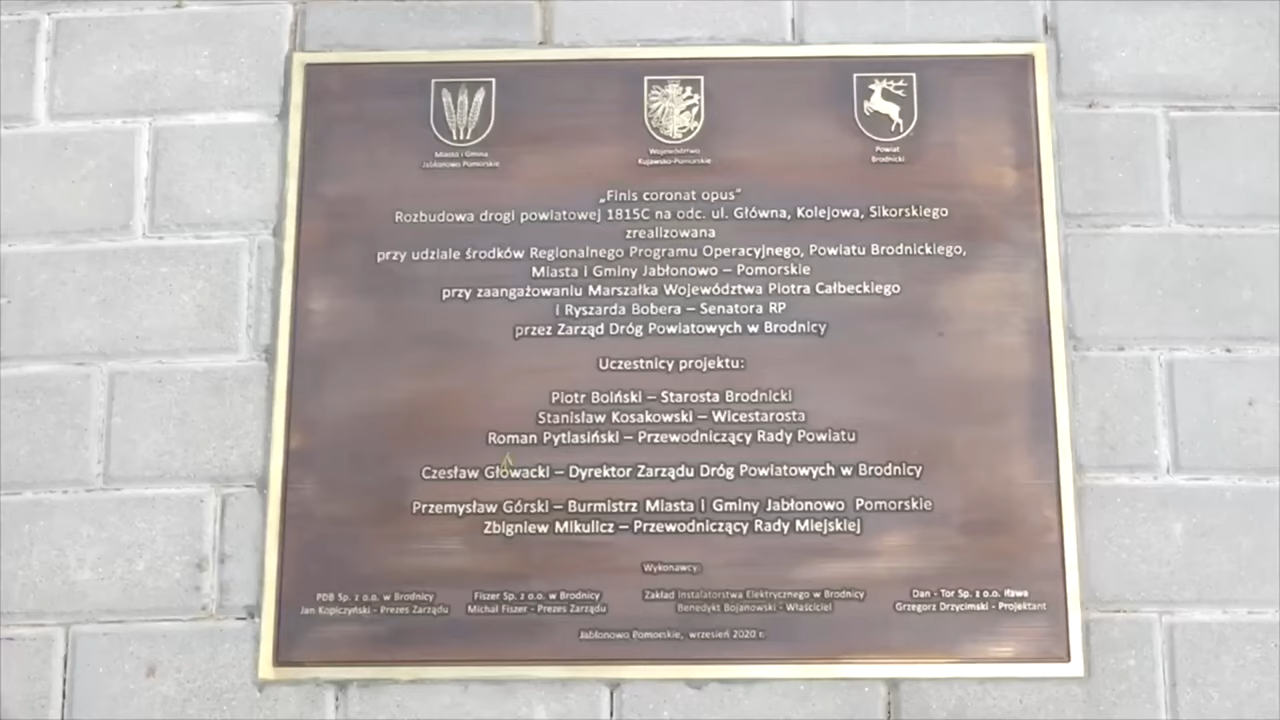 Miasto i Gmina
Jabłonowo Pomorskie
Województwo
Kujawsko-Pomorskie
Powiat
Brodnicki
„Finis coronat opus”
Rozbudowa drogi powiatowej 1815C na odc. ul. Główna, Kolejowa, Sikorskiego
zrealizowana
przy udziale środków Regionalnego Programu Operacyjnego, Powiatu Brodnickiego,
Miasta i Gminy Jabłonowo – Pomorskie
przy zaangażowaniu Marszałka Województwa Piotra Całbeckiego
i Ryszarda Bobera – Senatora RP
przez Zarząd Dróg Powiatowych w Brodnicy
Uczestnicy projektu:
Piotr Boiński – Starosta Brodnicki
Stanisław Kosakowski – Wicestarosta
Roman Pytlasiński – Przewodniczący Rady Powiatu
Czesław Głowacki – Dyrektor Zarządu Dróg Powiatowych w Brodnicy
Przemysław Górski – Burmistrz Miasta i Gminy Jabłonowo Pomorskie
Zbigniew Mikulicz – Przewodniczący Rady Miejskiej
Wykonawcy:
PDB Sp. z o.o. w Brodnicy
Jan Kopiczyński - Prezes Zarządu
Fiszer Sp. z o.o. w Brodnicy
Michał Fiszer - Prezes Zarządu
Zakład Instalatorstwa Elektrycznego w Brodnicy
Benedykt Bojanowski - Właściciel
Dan - Tor Sp. z o.o. Iława
Grzegorz Drzycimski - Projektant
Jabłonowo Pomorskie, wrzesień 2020 r.